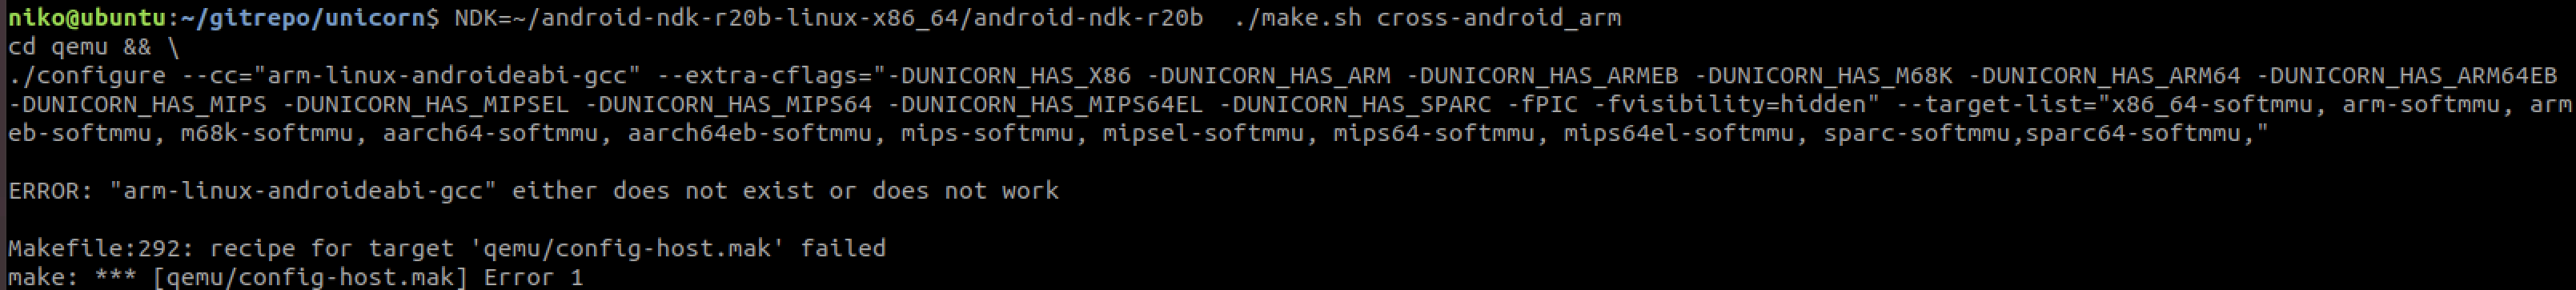 niko@ubuntu:~/gitrepo/unicorn$ NDK=~/android-ndk-r20b-linux-x86_64/android-ndk-r20b  ./make.sh cross-android_arm
cd qemu && \
./configure --cc="arm-linux-androideabi-gcc" --extra-cflags="-DUNICORN_HAS_X86 -DUNICORN_HAS_ARM -DUNICORN_HAS_ARMEB -DUNICORN_HAS_M68K -DUNICORN_HAS_ARM64 -DUNICORN_HAS_ARM64EB
-DUNICORN_HAS_MIPS -DUNICORN_HAS_MIPSEL -DUNICORN_HAS_MIPS64 -DUNICORN_HAS_MIPS64EL -DUNICORN_HAS_SPARC -fPIC -fvisibility=hidden" --target-list="x86_64-softmmu, arm-softmmu, arm
eb-softmmu, m68k-softmmu, aarch64-softmmu, aarch64eb-softmmu, mips-softmmu, mipsel-softmmu, mips64-softmmu, mips64el-softmmu, sparc-softmmu,sparc64-softmmu,"
ERROR: "arm-linux-androideabi-gcc" either does not exist or does not work
Makefile:292: recipe for target 'qemu/config-host.mak' failed
make: *** [qemu/config-host.mak] Error 1